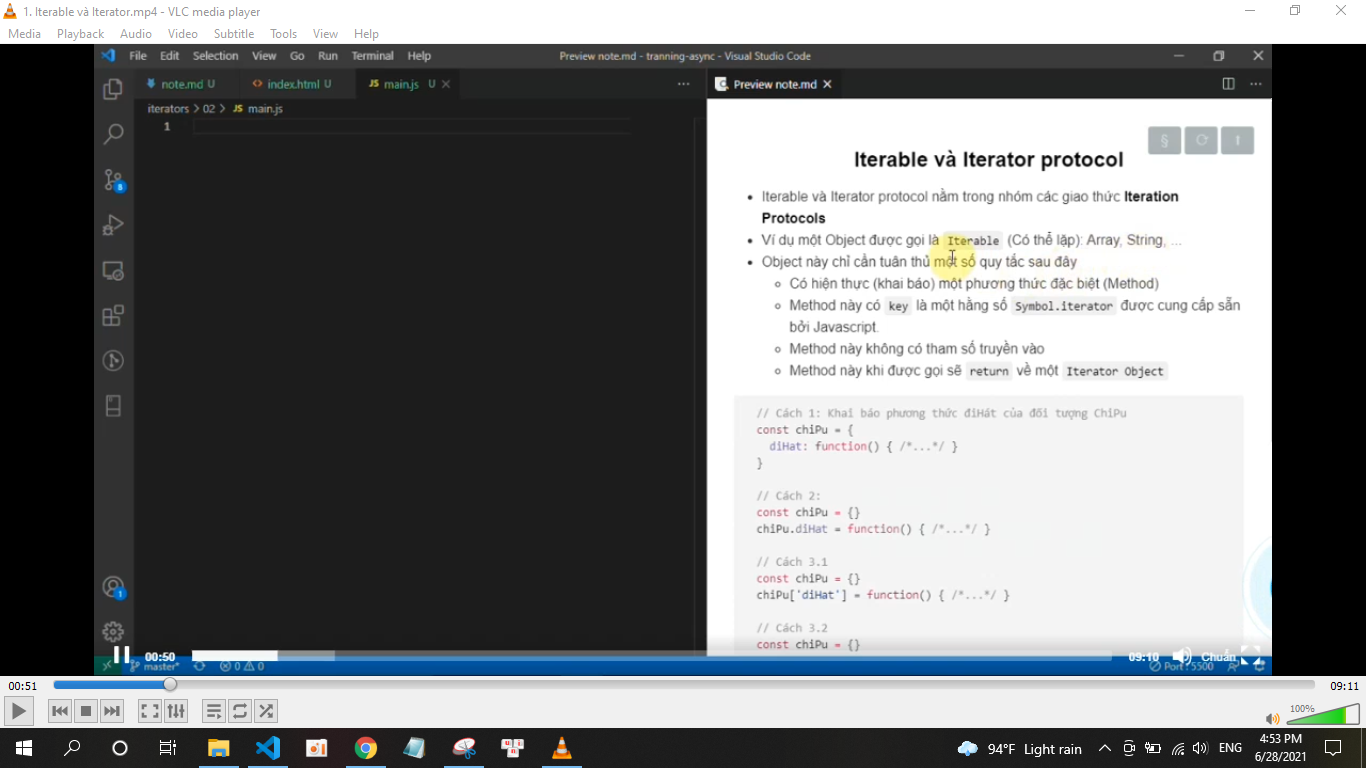 1. Iterable và Iterator.mp4 - VLC media player
Media Playback Audio Video Subtitle Tools View Help
File Edit Selection View Go Run Terminal Help Preview note.md - tranning-async - Visual Studio Code
note.md U index.html U JS main.js U Preview note.md
iterators > 02 > JS main.js
1
Iterable và Iterator protocol
• Iterable và Iterator protocol nằm trong nhóm các giao thức Iteration
Protocols
• Ví dụ một Object được gọi là Iterable (Có thể lặp): Array, String, ...
• Object này chỉ cần tuân thủ một số quy tắc sau đây
Có hiện thực (khai báo) một phương thức đặc biệt (Method)
Method này có key là một hằng số Symbol.iterator được cung cấp sẵn
bởi Javascript.
Method này không có tham số truyền vào
Method này khi được gọi sẽ return về một Iterator Object
// Cách 1: Khai báo phương thức điHát của đối tượng ChiPu
const chiPu = {
diHat: function() { /*...*/ }
}
// Cách 2:
const chiPu = {}
chiPu.diHat = function() { /*...*/ }
// Cách 3.1
const chiPu = {}
chiPu['diHat'] = function() { /*...*/ }
// Cách 3.2
const chiPu = {}
00:50 09:10 Chuẩn
master* 0 0 Port : 5500
00:51 09:11
100%
94°F Light rain ENG 4:53 PM
6/28/2021